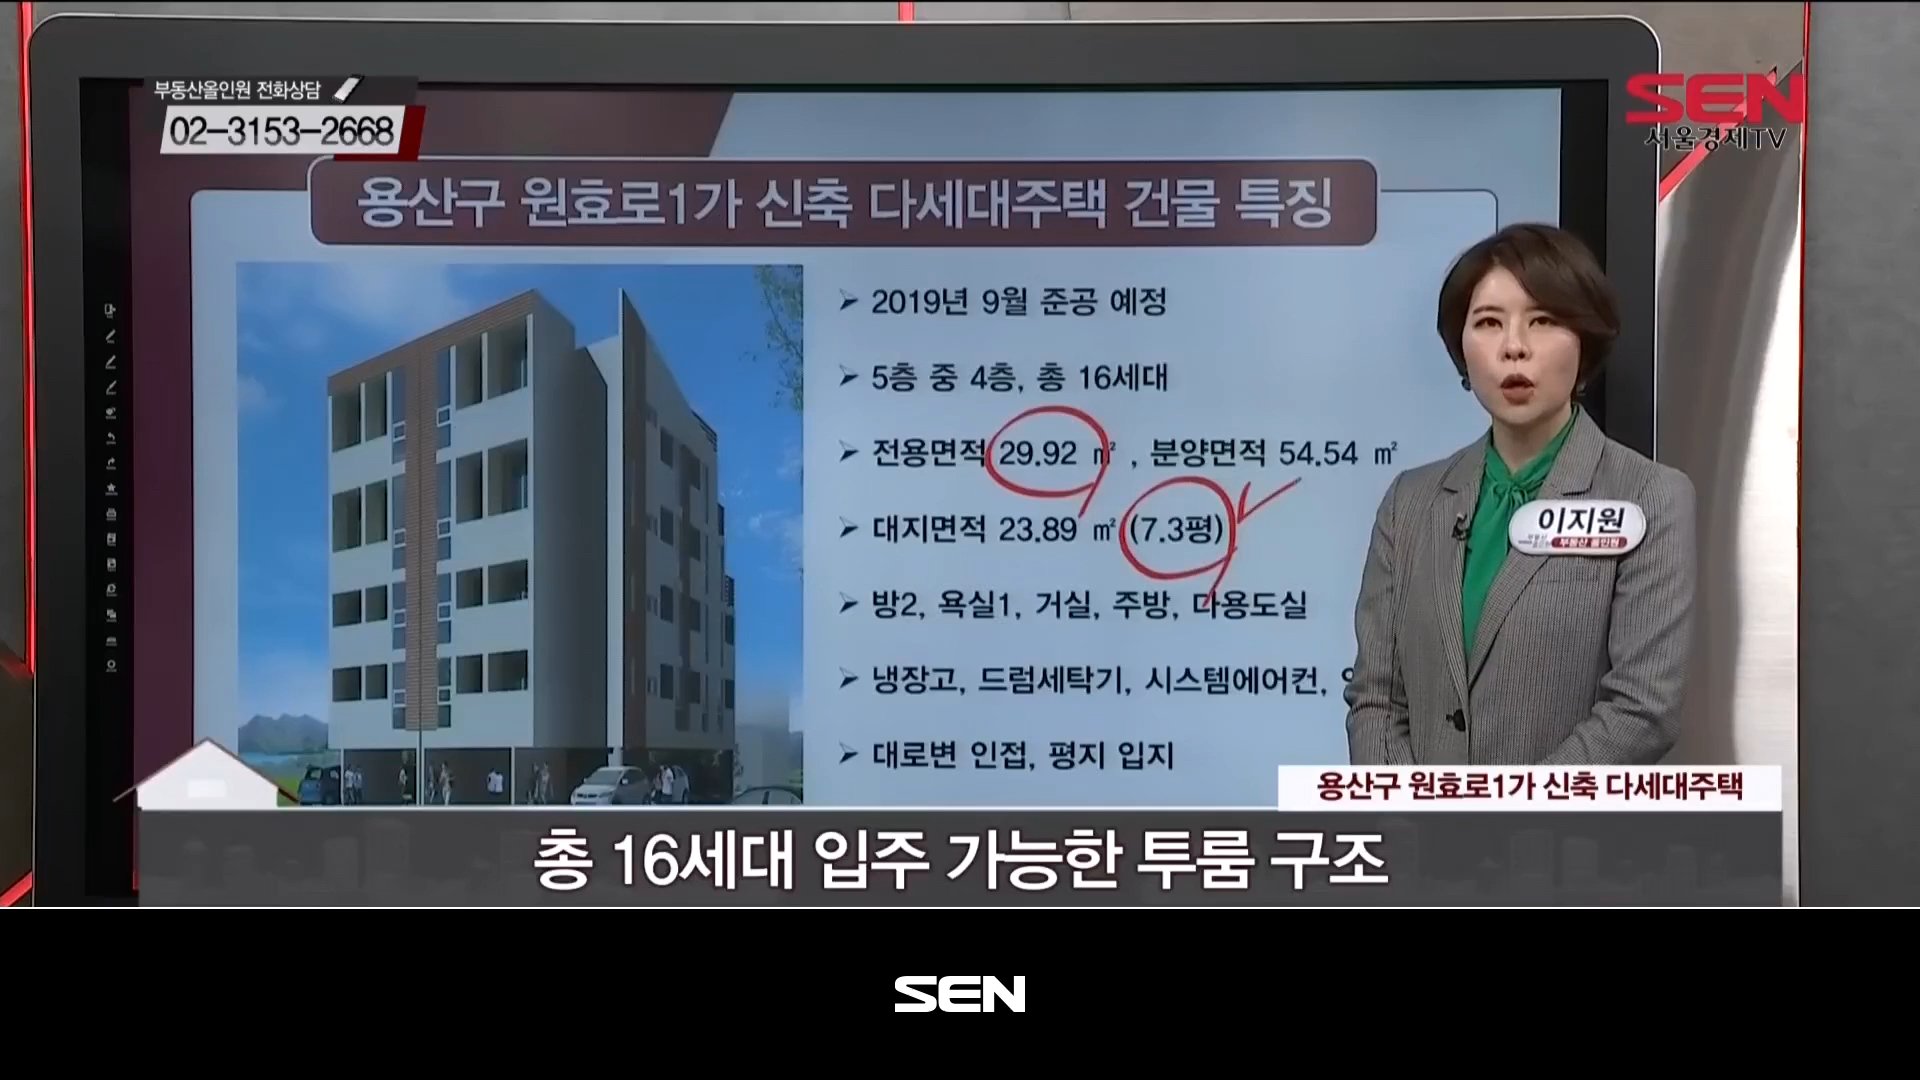 부동산올인원 전화상담
02-3153-2668
SEN
서울경제TV
용산구 원효로1가 신축 다세대주택 건물 특징
2019년 9월 준공 예정
5층 중 4층, 총 16세대
전용면적 29.92 ㎡ , 분양면적 54.54 ㎡
대지면적 23.89 ㎡ (7.3평)
방2, 욕실1, 거실, 주방, 다용도실
냉장고, 드럼세탁기, 시스템에어컨,
대로변 인접, 평지 입지
이지원
부동산 올인원
용산구 원효로1가 신축 다세대주택
총 16세대 입주 가능한 투룸 구조
SEN